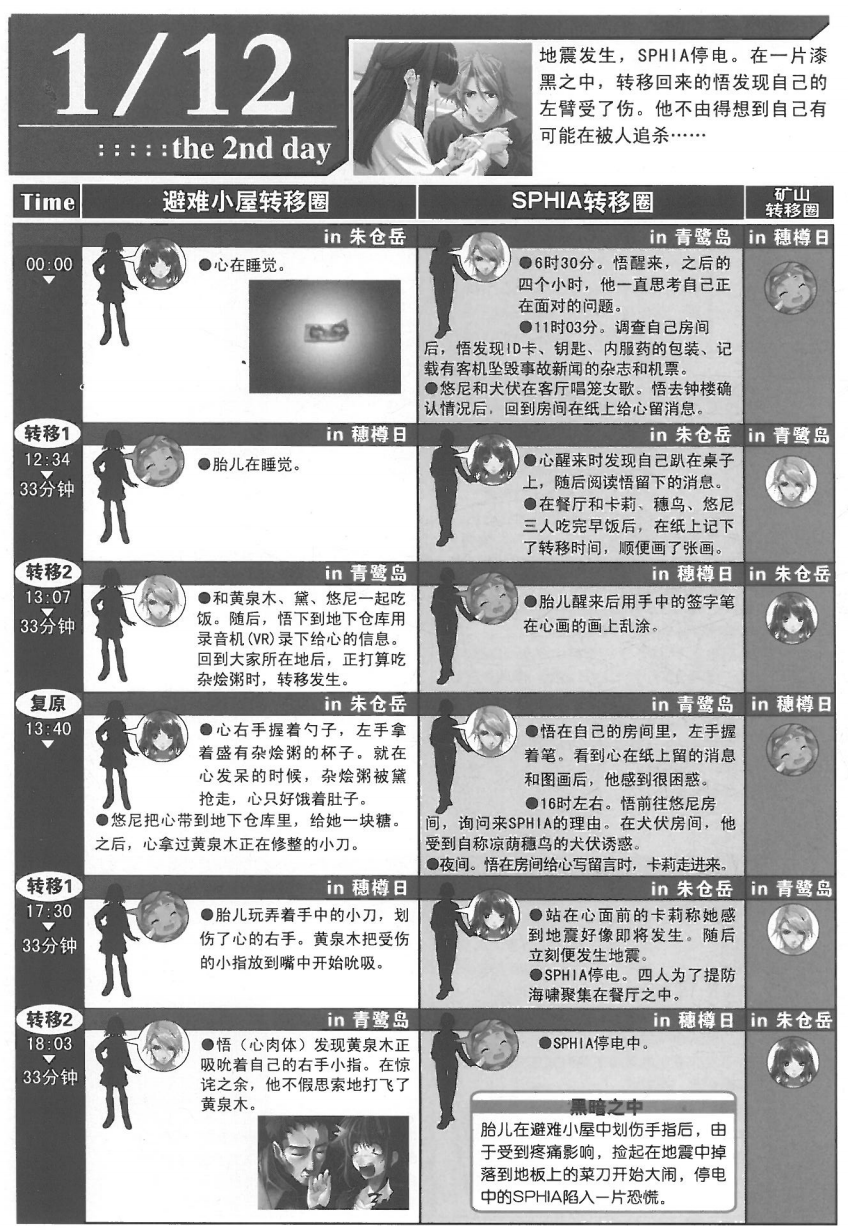 1/12
:::::the 2nd day
地震发生，SPHIA停电。在一片漆
黑之中，转移回来的悟发现自己的
左臂受了伤。他不由得想到自己有
可能在被人追杀……
Time
避难小屋转移圈
SPHIA转移圈
矿山
转移圈
00:00
in 朱仓岳
●心在睡觉。
in 青鹭岛
●6时30分。悟醒来，之后的
四个小时，他一直思考自己正
在面对的问题。
●11时03分。调查自己房间
后，悟发现ID卡、钥匙、内服药的包装、记
载有客机坠毁事故新闻的杂志和机票。
●悠尼和犬伏在客厅唱笼女歌。悟去钟楼确
认情况后，回到房间在纸上给心留消息。
in 穗樽日
转移1
12:34
33分钟
in 穗樽日
●胎儿在睡觉。
in 朱仓岳
●心醒来时发现自己趴在桌子
上，随后阅读悟留下的消息。
●在餐厅和卡莉、穗鸟、悠尼
三人吃完早饭后，在纸上记下
了转移时间，顺便画了张画。
in 青鹭岛
转移2
13:07
33分钟
in 青鹭岛
●和黄泉木、黛、悠尼一起吃
饭。随后，悟下到地下仓库用
录音机(VR)录下给心的信息。
回到大家所在地后，正打算吃
杂烩粥时，转移发生。
in 穗樽日
●胎儿醒来后用手中的签字笔
在心画的画上乱涂。
in 朱仓岳
复原
13:40
in 朱仓岳
●心右手握着勺子，左手拿
着盛有杂烩粥的杯子。就在
心发呆的时候，杂烩粥被黛
抢走，心只好饿着肚子。
●悠尼把心带到地下仓库里，给她一块糖。
之后，心拿过黄泉木正在修整的小刀。
in 青鹭岛
●悟在自己的房间里，左手握
着笔。看到心在纸上留的消息
和图画后，他感到很困惑。
●16时左右。悟前往悠尼房
间，询问来SPHIA的理由。在犬伏房间，他
受到自称凉萌穗鸟的犬伏诱惑。
●夜间。悟在房间给心写留言时，卡莉走进来。
in 穗樽日
转移1
17:30
33分钟
in 穗樽日
●胎儿玩弄着手中的小刀，划
伤了心的右手。黄泉木把受伤
的小指放到嘴中开始吮吸。
in 朱仓岳
●站在心面前的卡莉称她感
到地震好像即将发生。随后
立刻便发生地震。
●SPHIA停电。四人为了提防
海啸聚集在餐厅之中。
in 青鹭岛
转移2
18:03
33分钟
in 青鹭岛
●悟（心肉体）发现黄泉木正
吸吮着自己的右手小指。在惊
诧之余，他不假思索地打飞了
黄泉木。
in 穗樽日
●SPHIA停电中。
黑暗之中
胎儿在避难小屋中划伤手指后，由
于受到疼痛影响，捡起在地震中掉
落到地板上的菜刀开始大闹，停电
中的SPHIA陷入一片恐慌。
in 朱仓岳